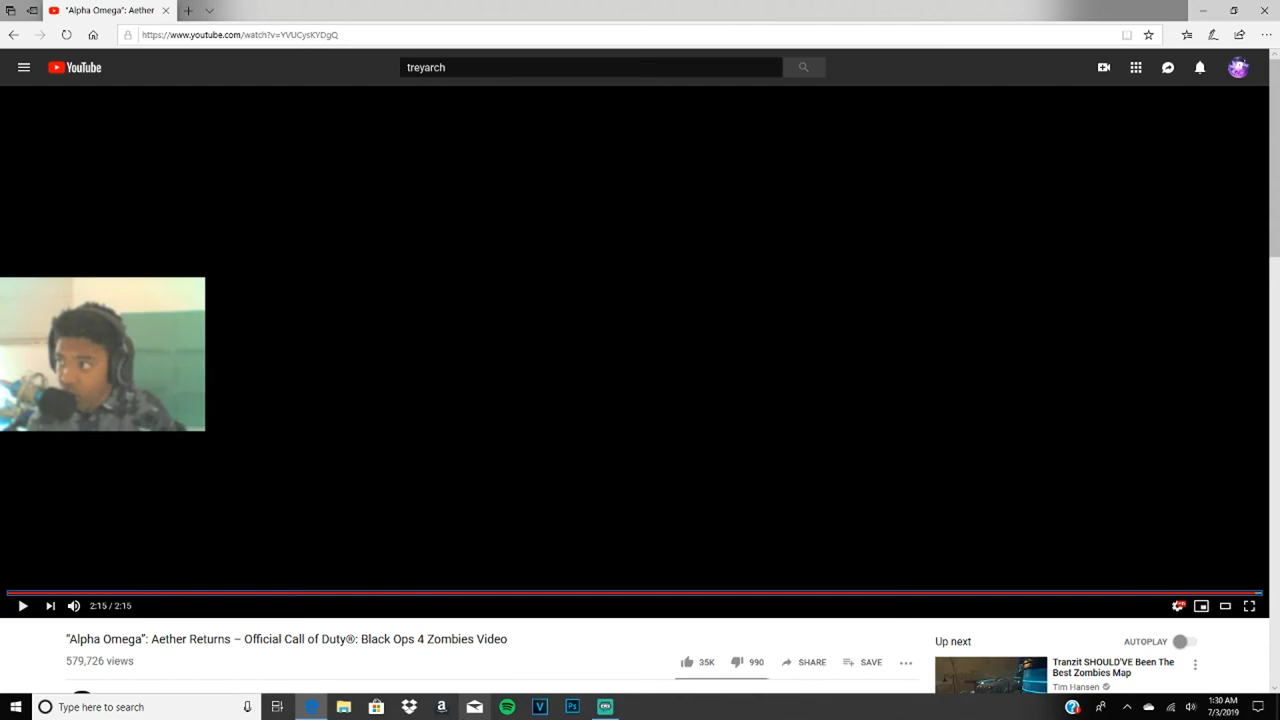 "Alpha Omega": Aether
https://www.youtube.com/watch?v=YVUCysKYDgQ
YouTube
treyarch
2:15 / 2:15
"Alpha Omega": Aether Returns – Official Call of Duty®: Black Ops 4 Zombies Video
579,726 views
35K
990
SHARE
SAVE
Up next
AUTOPLAY
Tranzit SHOULD'VE Been The
Best Zombies Map
Tim Hansen
Type here to search
a
V
Ps
1:30 AM
7/3/2019